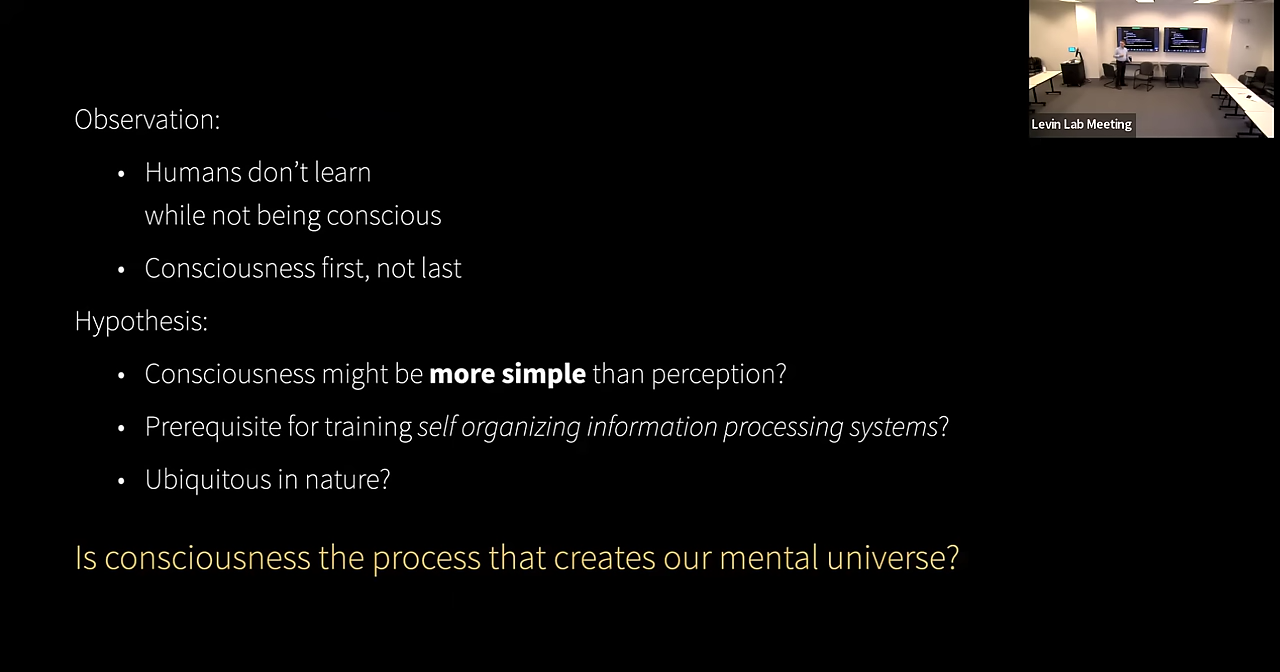 Levin Lab Meeting
Observation:
• Humans don’t learn
while not being conscious
• Consciousness first, not last
Hypothesis:
• Consciousness might be more simple than perception?
• Prerequisite for training self organizing information processing systems?
• Ubiquitous in nature?
Is consciousness the process that creates our mental universe?